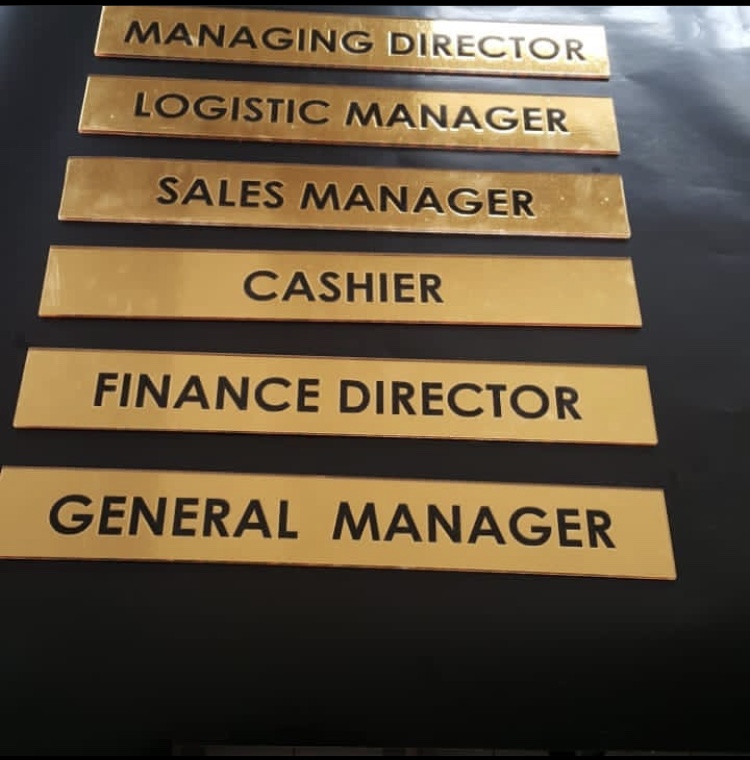 MANAGING DIRECTOR
LOGISTIC MANAGER
SALES MANAGER
CASHIER
FINANCE DIRECTOR
GENERAL MANAGER